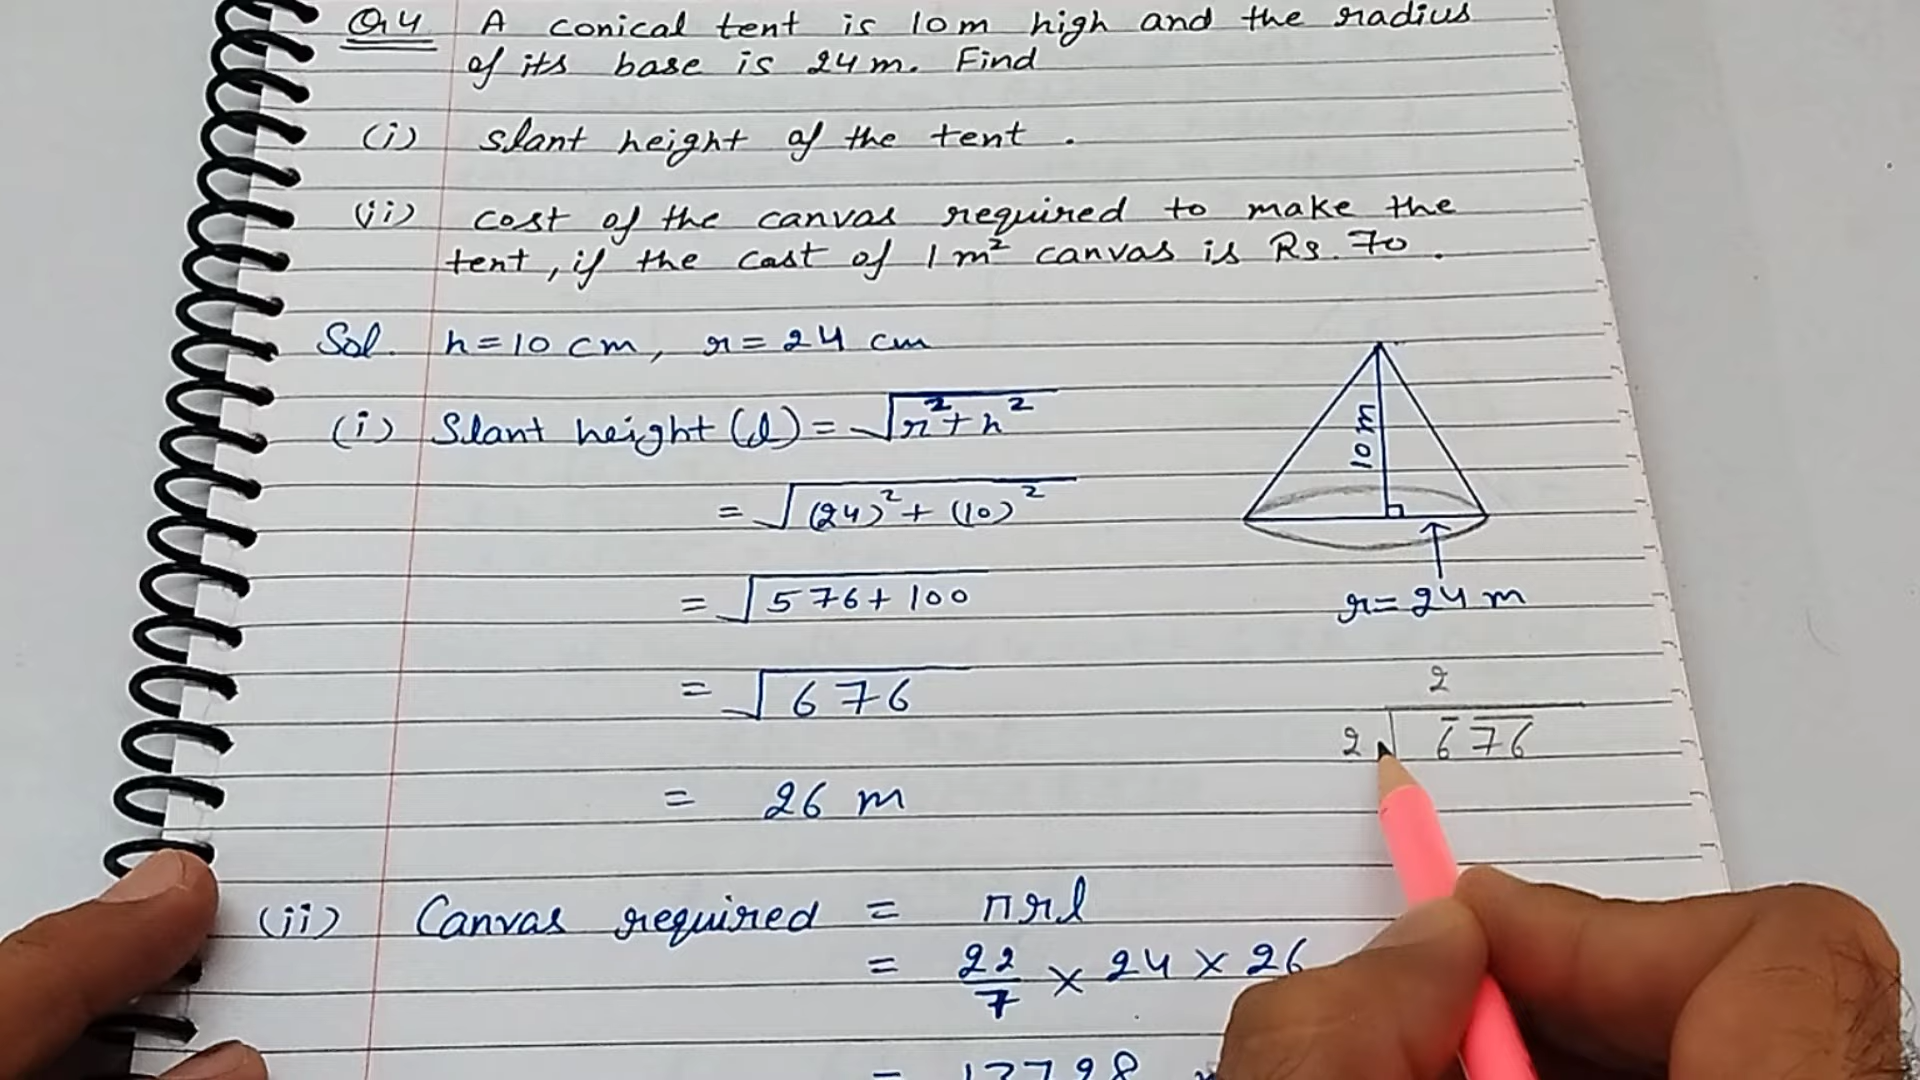 Q4 A conical tent is 10m high and the radius
of its base is 24m. Find
(i) slant height of the tent.
(ii) cost of the canvas required to make the
tent, if the cost of 1 m² canvas is Rs. 70.
Sol. h = 10 cm, r = 24 cm
(i) Slant height (l) = √r² + h²
= √(24)² + (10)²
= √576 + 100
= √676
= 26 m
10m
r = 24 m
2
2 √676
(ii) Canvas required = πrl
= 22/7 × 24 × 26
=